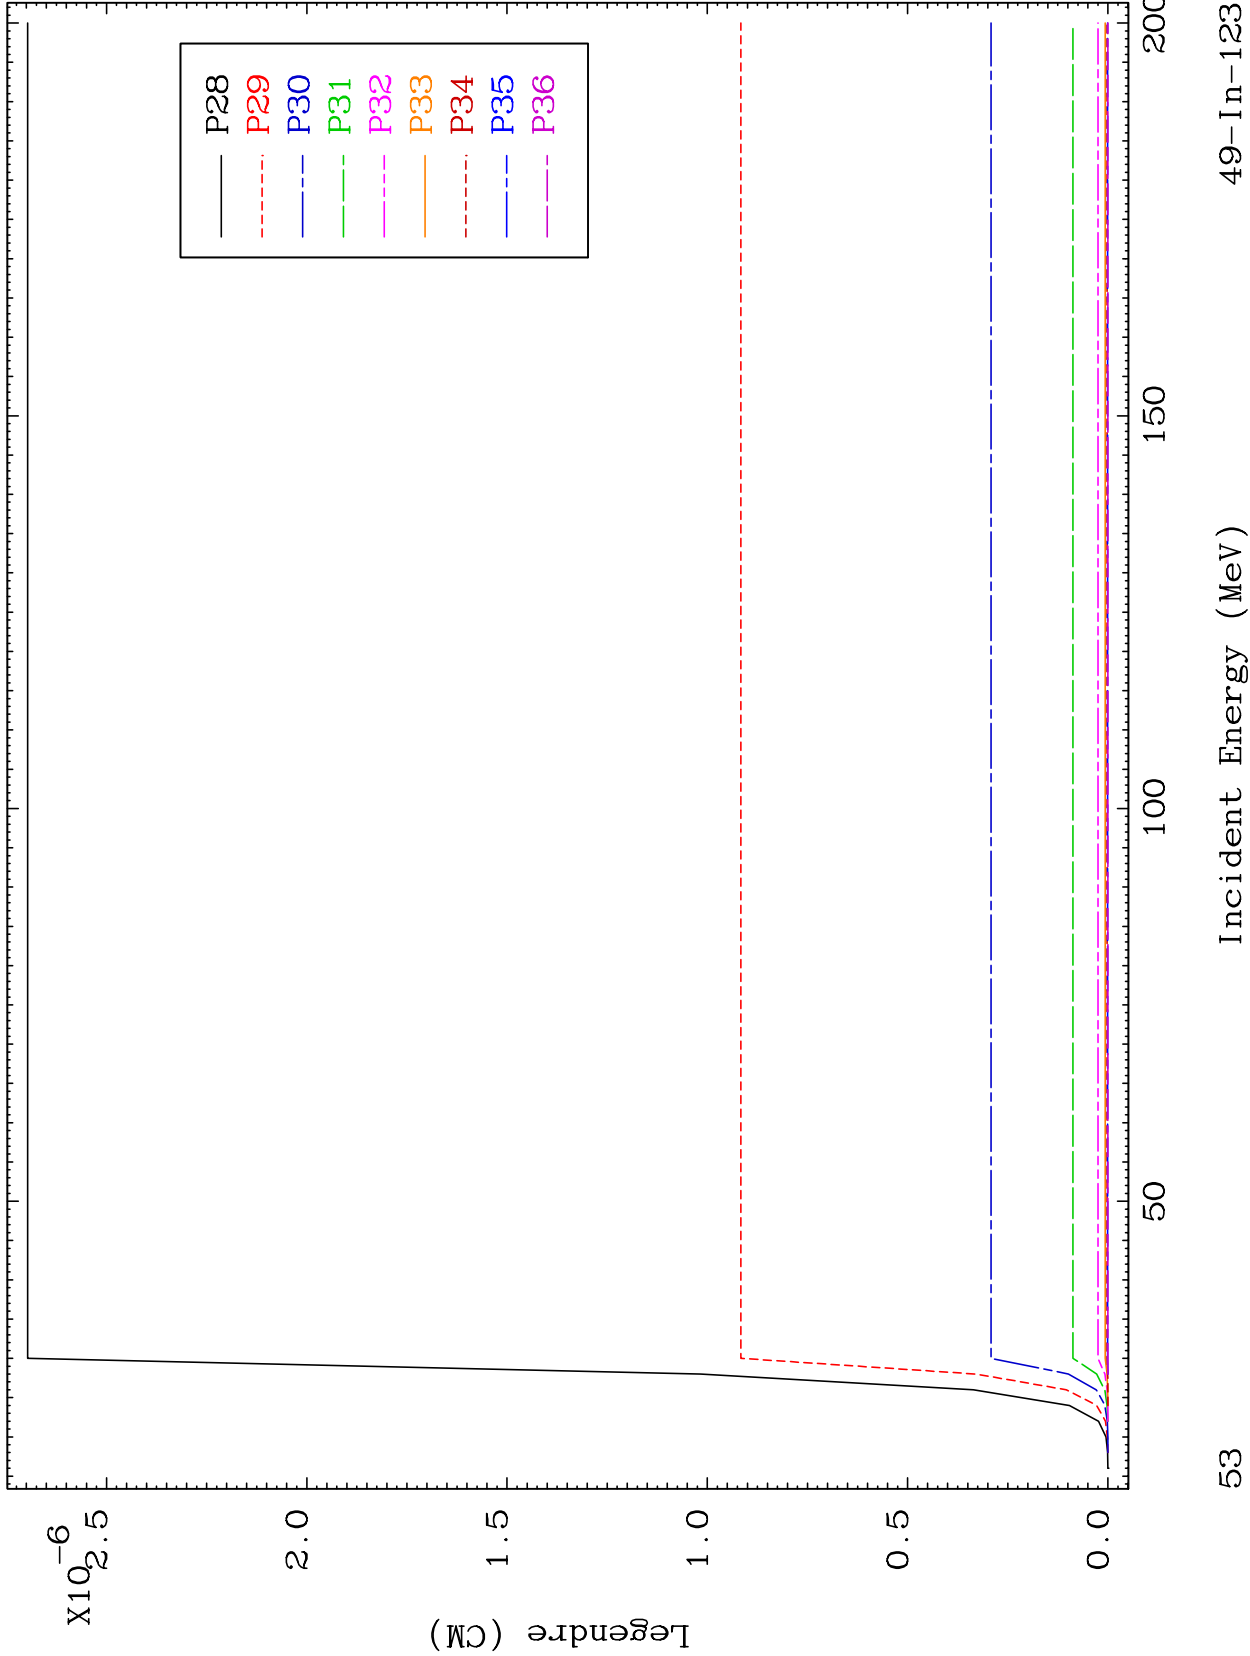 X10-6
2.5
2.0
1.5
1.0
0.5
0.0
Legendre (CM)
P28
P29
P30
P31
P32
P33
P34
P35
P36
50
100
150
200
Incident Energy (MeV)
53
49-In-123